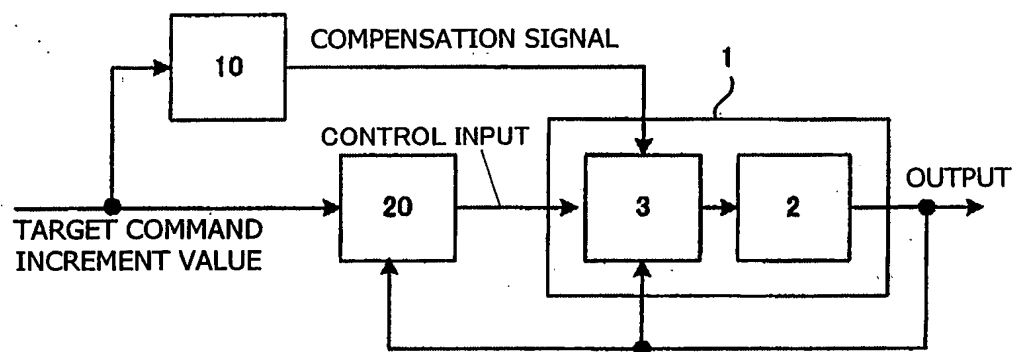 COMPENSATION SIGNAL
10
1
CONTROL INPUT
OUTPUT
20
3
2
TARGET COMMAND
INCREMENT VALUE